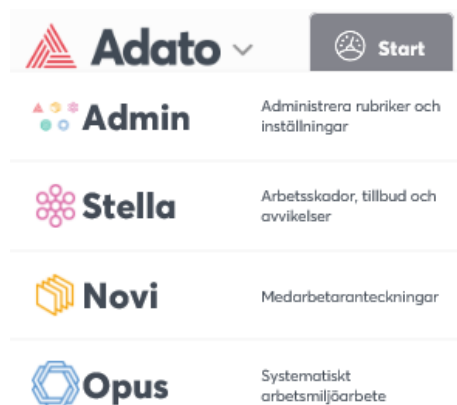 Adato
Start
Admin
Administrera rubriker och
inställningar
Stella
Arbetsskador, tillbud och
avvikelser
Novi
Medarbetaranteckningar
Opus
Systematiskt
arbetsmiljöarbete